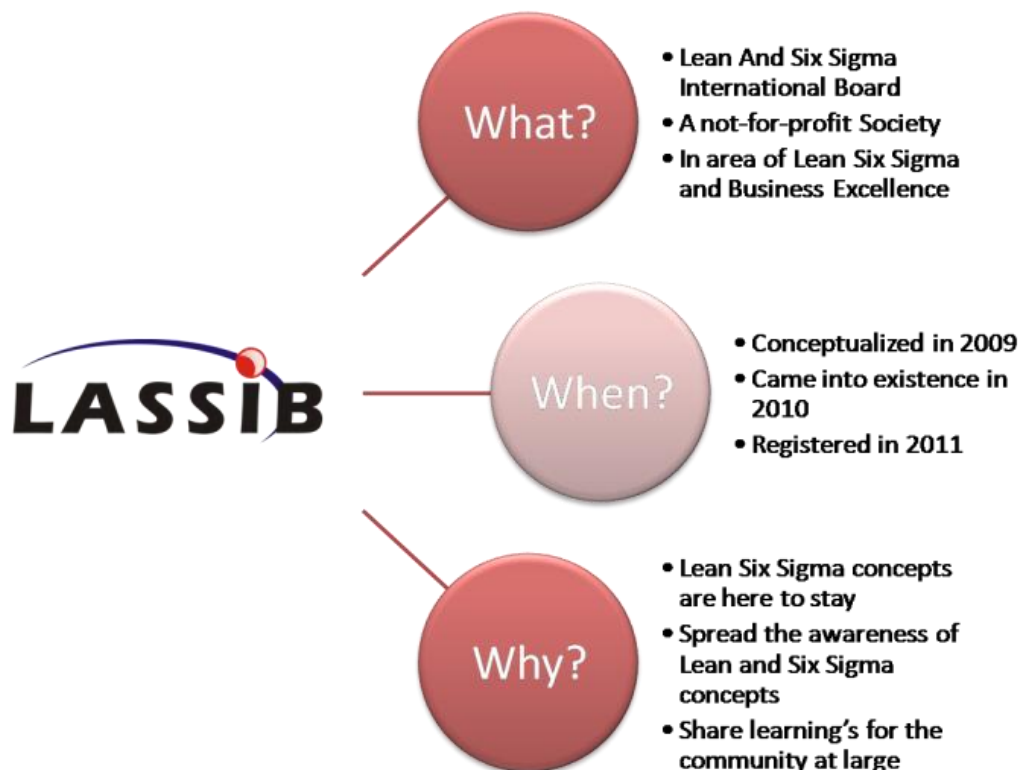 LASSIB
What?
• Lean And Six Sigma
International Board
• A not-for-profit Society
• In area of Lean Six Sigma
and Business Excellence
When?
• Conceptualized in 2009
• Came into existence in
2010
• Registered in 2011
Why?
• Lean Six Sigma concepts
are here to stay
• Spread the awareness of
Lean and Six Sigma
concepts
• Share learning's for the
community at large